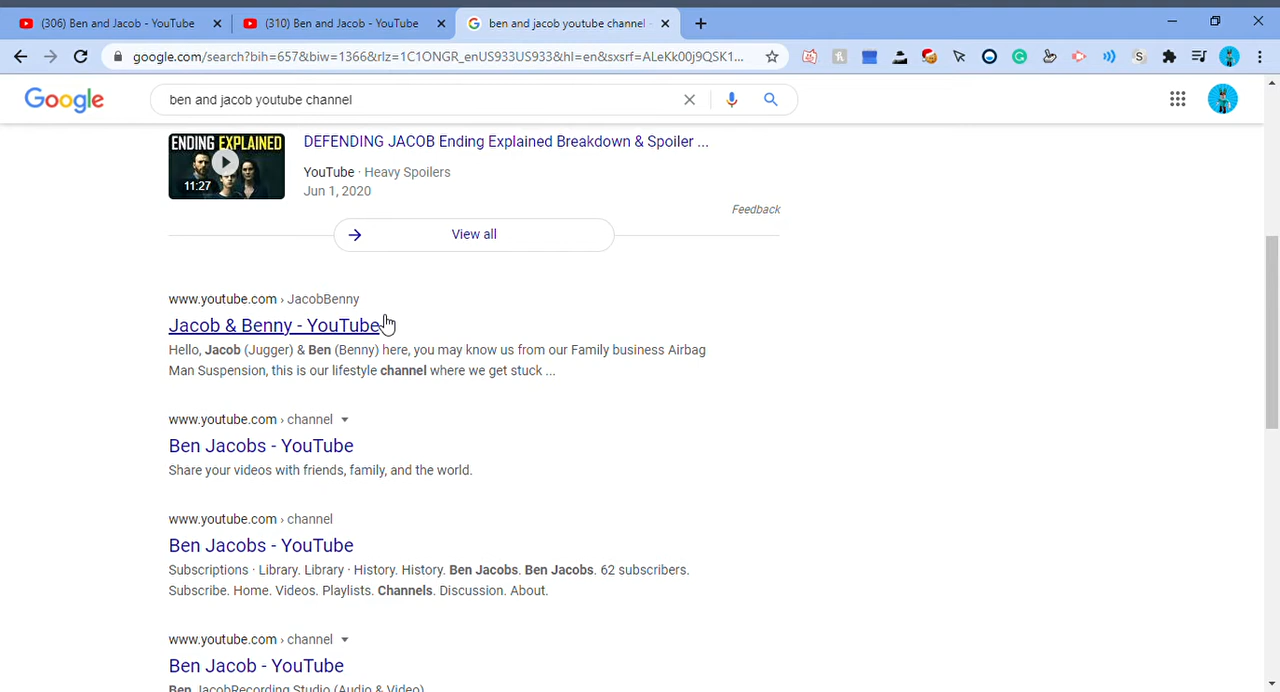 (306) Ben and Jacob - YouTube
(310) Ben and Jacob - YouTube
ben and jacob youtube channel
google.com/search?bih=657&biw=1366&rlz=1C1ONGR_enUS933US933&hl=en&sxsrf=ALeKk00j9QSK1...
Google
ben and jacob youtube channel
ENDING EXPLAINED
11:27
DEFENDING JACOB Ending Explained Breakdown & Spoiler ...
YouTube · Heavy Spoilers
Jun 1, 2020
Feedback
View all
www.youtube.com › JacobBenny
Jacob & Benny - YouTube
Hello, Jacob (Jugger) & Ben (Benny) here, you may know us from our Family business Airbag
Man Suspension, this is our lifestyle channel where we get stuck ...
www.youtube.com › channel
Ben Jacobs - YouTube
Share your videos with friends, family, and the world.
www.youtube.com › channel
Ben Jacobs - YouTube
Subscriptions · Library. Library · History. History. Ben Jacobs. Ben Jacobs. 62 subscribers.
Subscribe. Home. Videos. Playlists. Channels. Discussion. About.
www.youtube.com › channel
Ben Jacob - YouTube
Ben JacobRecording Studio (Audio & Video)